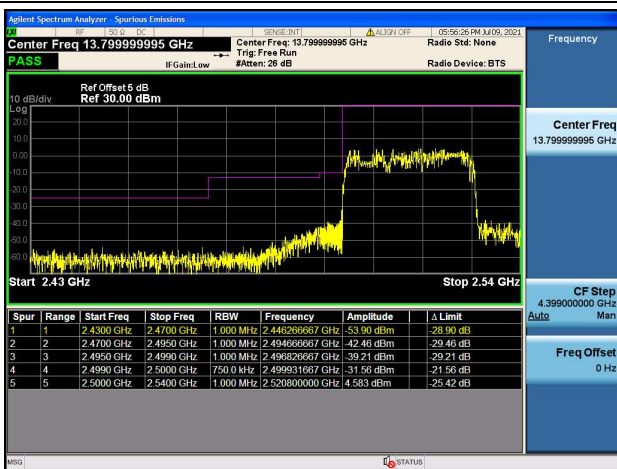 Agilent Spectrum Analyzer - Spurious Emissions
RF 50 Ω DC SENSE:INT ALIGN OFF 05:56:26 PM Jul 09, 2021
Center Freq 13.799999995 GHz Center Freq: 13.799999995 GHz Radio Std: None
Trig: Free Run
PASS IFGain:Low #Atten: 26 dB Radio Device: BTS
Ref Offset 5 dB
10 dB/div Ref 30.00 dBm
Log
20.0
10.0
0.00
-10.0
-20.0
-30.0
-40.0
-50.0
-60.0
Start 2.43 GHz Stop 2.54 GHz
Spur Range Start Freq Stop Freq RBW Frequency Amplitude Δ Limit
1 1 2.4300 GHz 2.4700 GHz 1.000 MHz 2.446266667 GHz -53.90 dBm -28.90 dB
2 2 2.4700 GHz 2.4950 GHz 1.000 MHz 2.494666667 GHz -42.46 dBm -29.46 dB
3 3 2.4950 GHz 2.4990 GHz 1.000 MHz 2.496826667 GHz -39.21 dBm -29.21 dB
4 4 2.4990 GHz 2.5000 GHz 750.0 kHz 2.499931667 GHz -31.56 dBm -21.56 dB
5 5 2.5000 GHz 2.5400 GHz 1.000 MHz 2.520800000 GHz 4.583 dBm -25.42 dB
MSG STATUS
Frequency
Center Freq
13.799999995 GHz
CF Step
4.399000000 GHz
Auto Man
Freq Offset
0 Hz